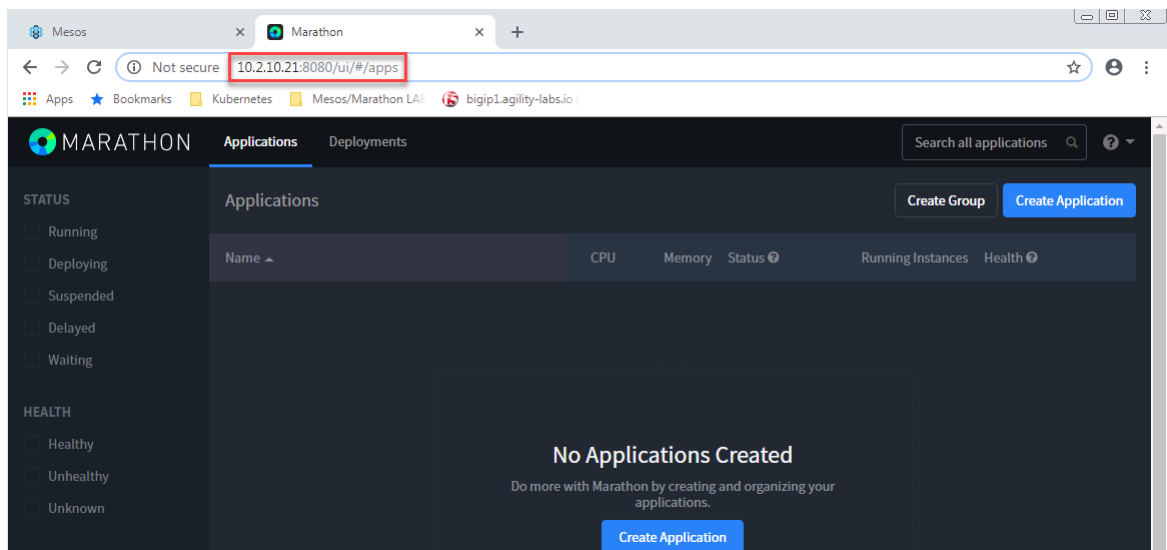 Mesos
Marathon
Not secure 10.2.10.21:8080/ui/#/apps
Apps Bookmarks Kubernetes Mesos/Marathon LAB bigip1.agility-labs.io
MARATHON Applications Deployments Search all applications
STATUS
Running
Deploying
Suspended
Delayed
Waiting
HEALTH
Healthy
Unhealthy
Unknown
Applications Create Group Create Application
Name CPU Memory Status Running Instances Health
No Applications Created
Do more with Marathon by creating and organizing your
applications.
Create Application